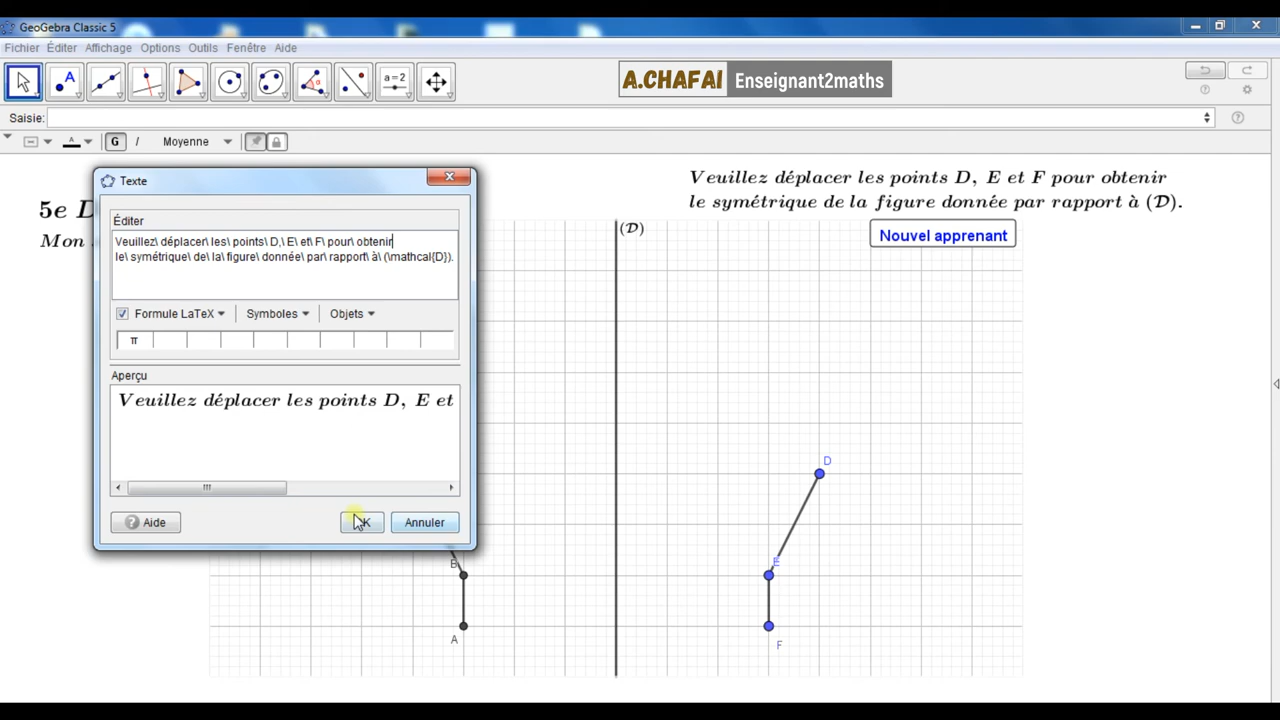 GeoGebra Classic 5
Fichier Éditer Affichage Options Outils Fenêtre Aide
A
a=2
A.CHAFAI Enseignant2maths
Saisie:
G I Moyenne
Texte
Éditer
Veuillez\ déplacer\ les\ points\ D,\ E\ et\ F\ pour\ obtenir
le\ symétrique\ de\ la\ figure\ donnée\ par\ rapport\ à\ (\mathcal{D}).
Formule LaTeX Symboles Objets
π
Aperçu
Veuillez déplacer les points D, E et
Aide Annuler
5e D
Mon
Veuillez déplacer les points D, E et F pour obtenir
le symétrique de la figure donnée par rapport à (D).
Nouvel apprenant
(D)
D
B
E
A
F